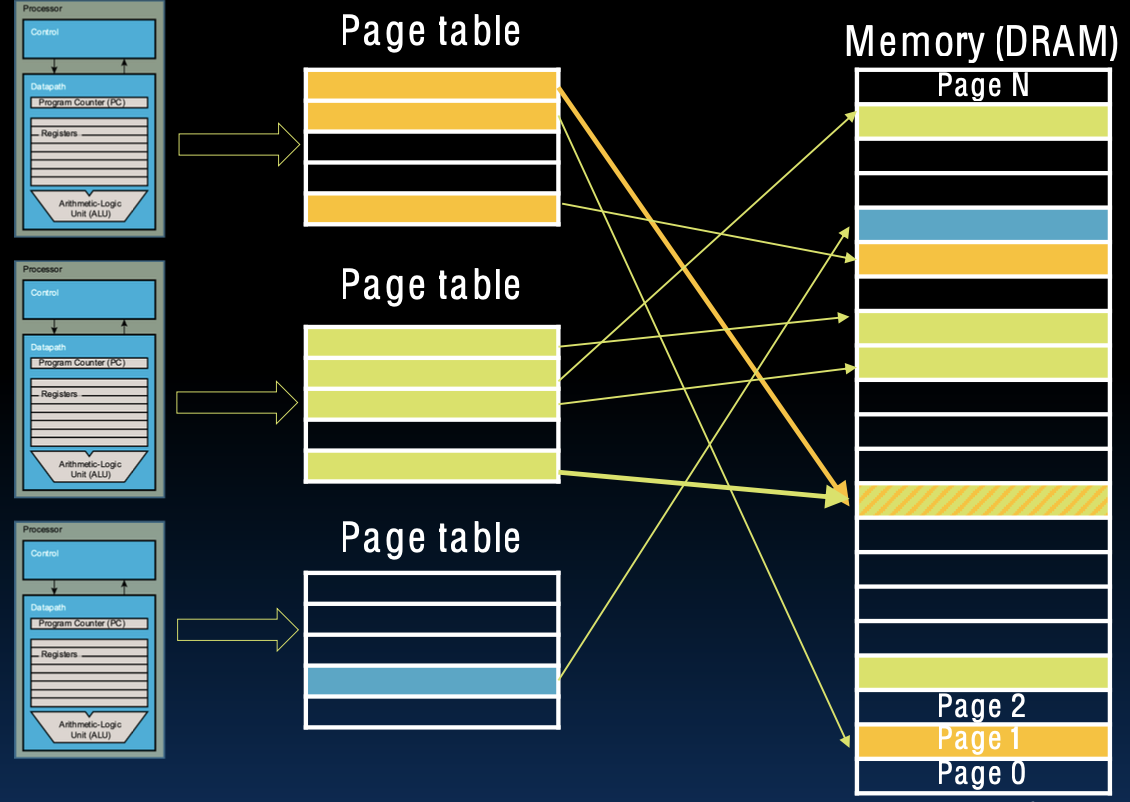 Processor
Control
Datapath
Program Counter (PC)
Registers
Arithmetic-Logic
Unit (ALU)
Page table
Processor
Control
Datapath
Program Counter (PC)
Registers
Arithmetic-Logic
Unit (ALU)
Page table
Processor
Control
Datapath
Program Counter (PC)
Registers
Arithmetic-Logic
Unit (ALU)
Page table
Memory (DRAM)
Page N
Page 2
Page 1
Page 0